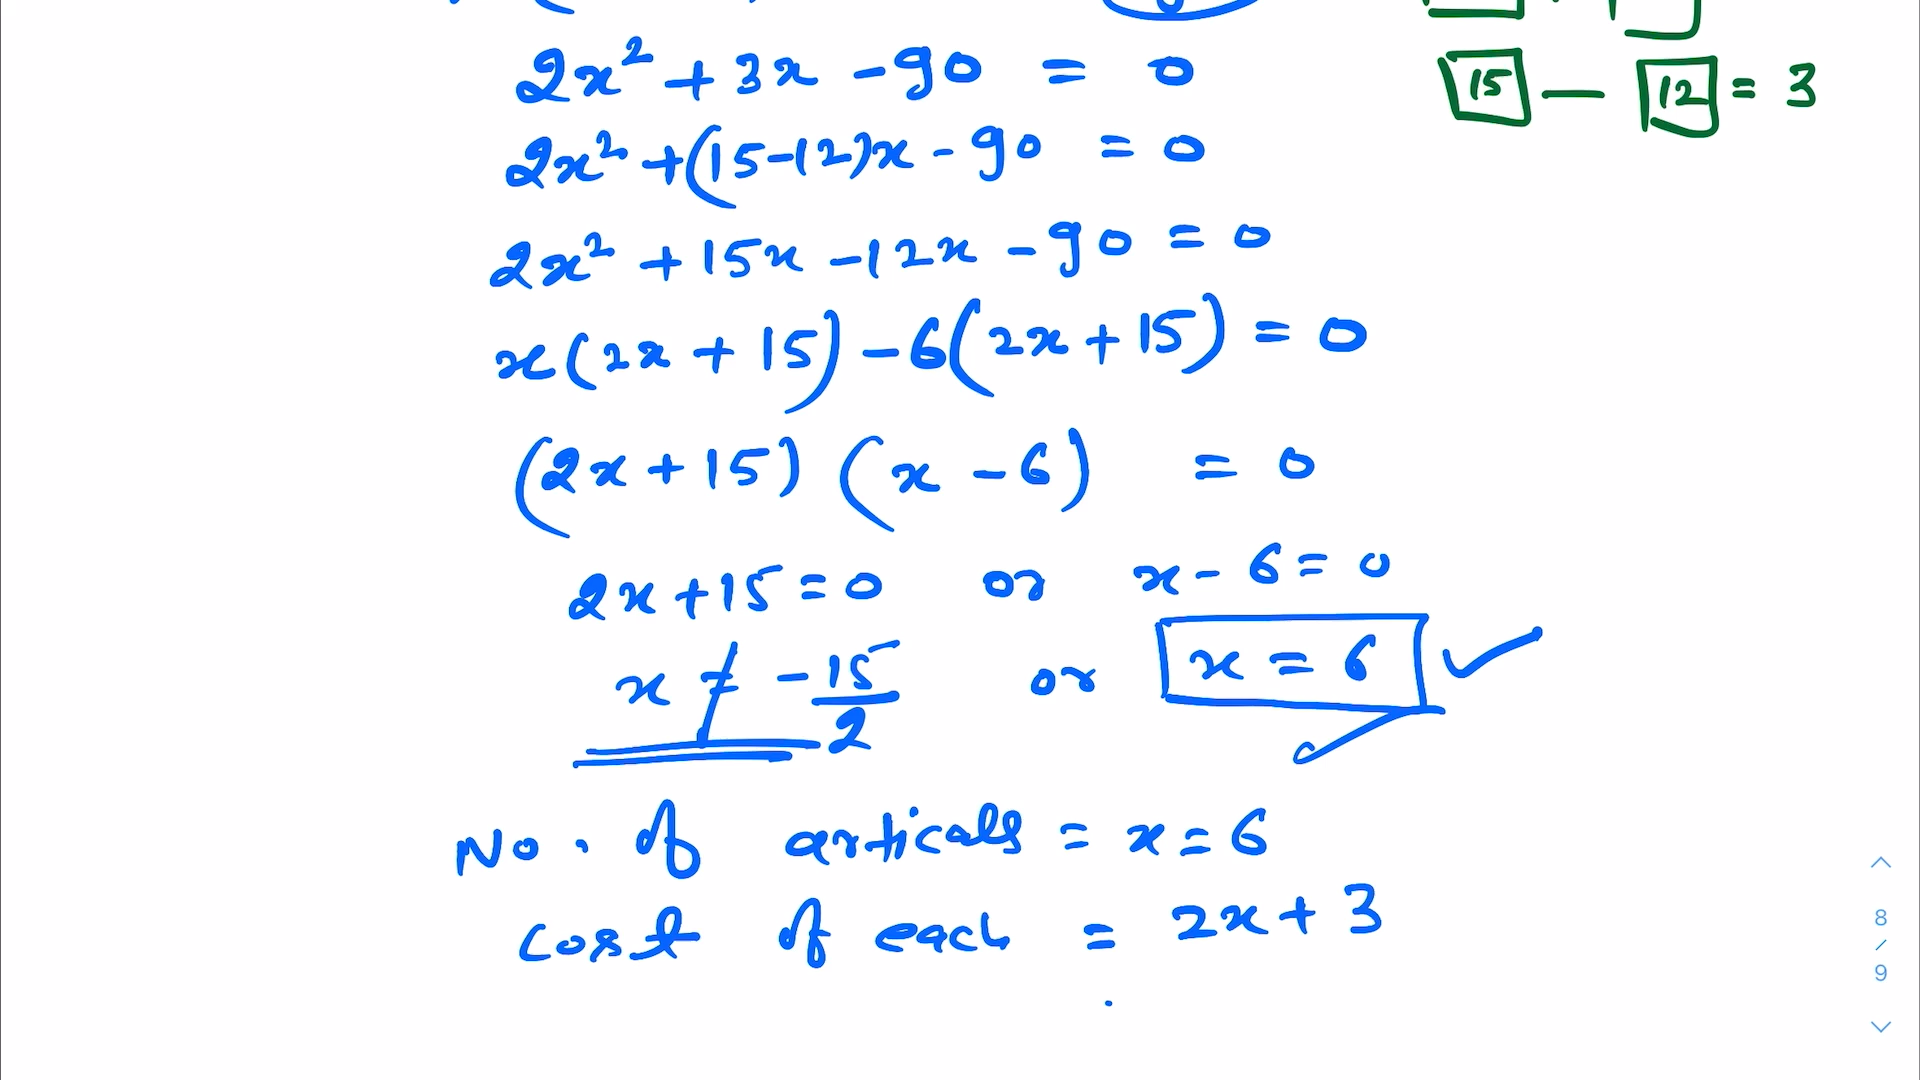 2x² + 3x - 90 = 0
15 - 12 = 3
2x² + (15-12)x - 90 = 0
2x² + 15x - 12x - 90 = 0
x(2x + 15) - 6(2x + 15) = 0
(2x + 15) (x - 6) = 0
2x + 15 = 0 or x - 6 = 0
x ≠ -15/2 or x = 6 ✓
No. of articals = x = 6
cost of each = 2x + 3
8
/
9